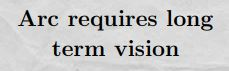 Arc requires long
term vision